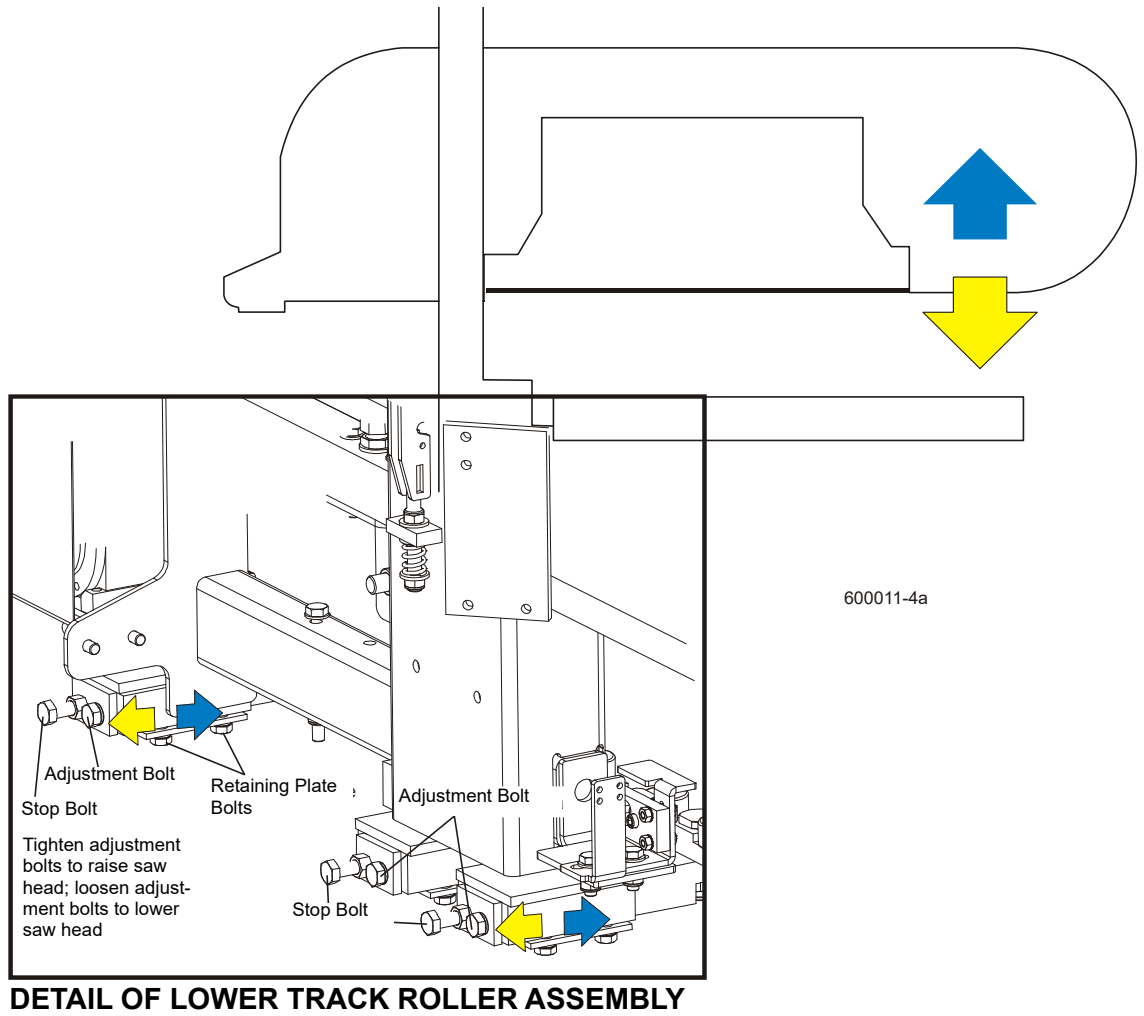 600011-4a
Adjustment Bolt
Stop Bolt
Retaining Plate
Bolts
Adjustment Bolt
Stop Bolt
Tighten adjustment
bolts to raise saw
head; loosen adjust-
ment bolts to lower
saw head
DETAIL OF LOWER TRACK ROLLER ASSEMBLY